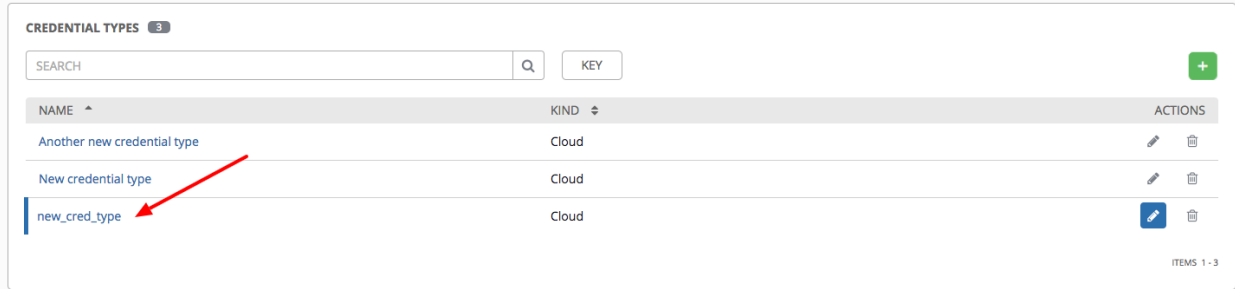 CREDENTIAL TYPES 3
SEARCH KEY +
NAME KIND ACTIONS
Another new credential type Cloud
New credential type Cloud
new_cred_type Cloud
ITEMS 1 - 3